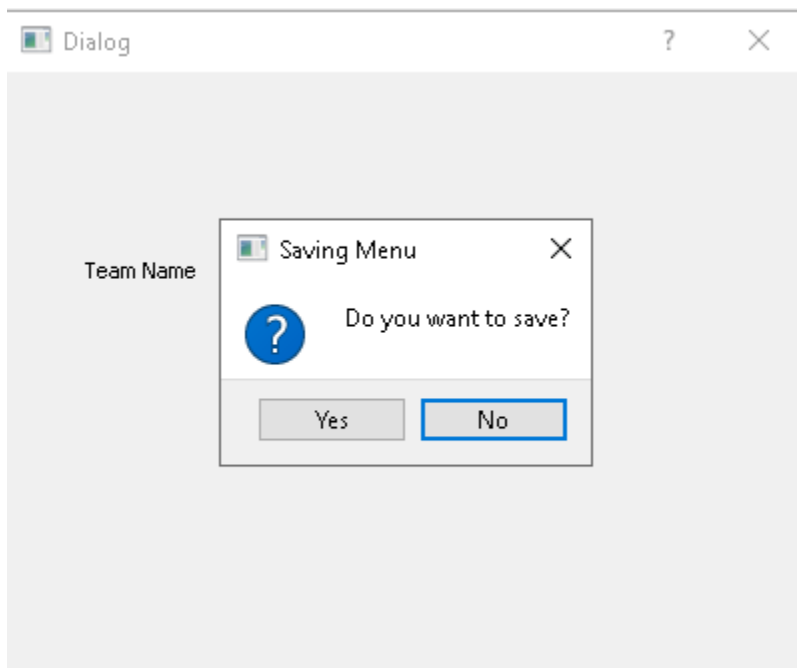 Dialog
?
Saving Menu
Team Name
Do you want to save?
?
Yes No